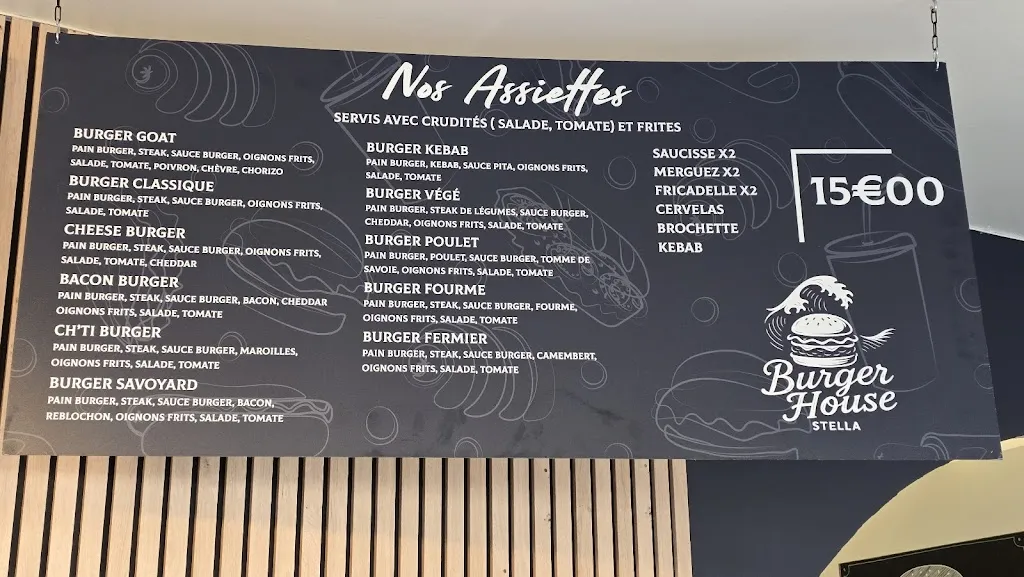 Nos Assiettes
SERVIS AVEC CRUDITÉS ( SALADE, TOMATE) ET FRITES
BURGER GOAT
PAIN BURGER, STEAK, SAUCE BURGER, OIGNONS FRITS,
SALADE, TOMATE, POIVRON, CHÈVRE, CHORIZO
BURGER CLASSIQUE
PAIN BURGER, STEAK, SAUCE BURGER, OIGNONS FRITS,
SALADE, TOMATE
CHEESE BURGER
PAIN BURGER, STEAK, SAUCE BURGER, OIGNONS FRITS,
SALADE, TOMATE, CHEDDAR
BACON BURGER
PAIN BURGER, STEAK, SAUCE BURGER, BACON, CHEDDAR
OIGNONS FRITS, SALADE, TOMATE
CH'TI BURGER
PAIN BURGER, STEAK, SAUCE BURGER, MAROILLES,
OIGNONS FRITS, SALADE, TOMATE
BURGER SAVOYARD
PAIN BURGER, STEAK, SAUCE BURGER, BACON,
REBLOCHON, OIGNONS FRITS, SALADE, TOMATE
BURGER KEBAB
PAIN BURGER, KEBAB, SAUCE PITA, OIGNONS FRITS,
SALADE, TOMATE
BURGER VÉGÉ
PAIN BURGER, STEAK DE LÉGUMES, SAUCE BURGER,
CHEDDAR, OIGNONS FRITS, SALADE, TOMATE
BURGER POULET
PAIN BURGER, POULET, SAUCE BURGER, TOMME DE
SAVOIE, OIGNONS FRITS, SALADE, TOMATE
BURGER FOURME
PAIN BURGER, STEAK, SAUCE BURGER, FOURME,
OIGNONS FRITS, SALADE, TOMATE
BURGER FERMIER
PAIN BURGER, STEAK, SAUCE BURGER, CAMEMBERT,
OIGNONS FRITS, SALADE, TOMATE
SAUCISSE X2
MERGUEZ X2
FRICADELLE X2
CERVELAS
BROCHETTE
KEBAB
15€00
Burger
House
STELLA